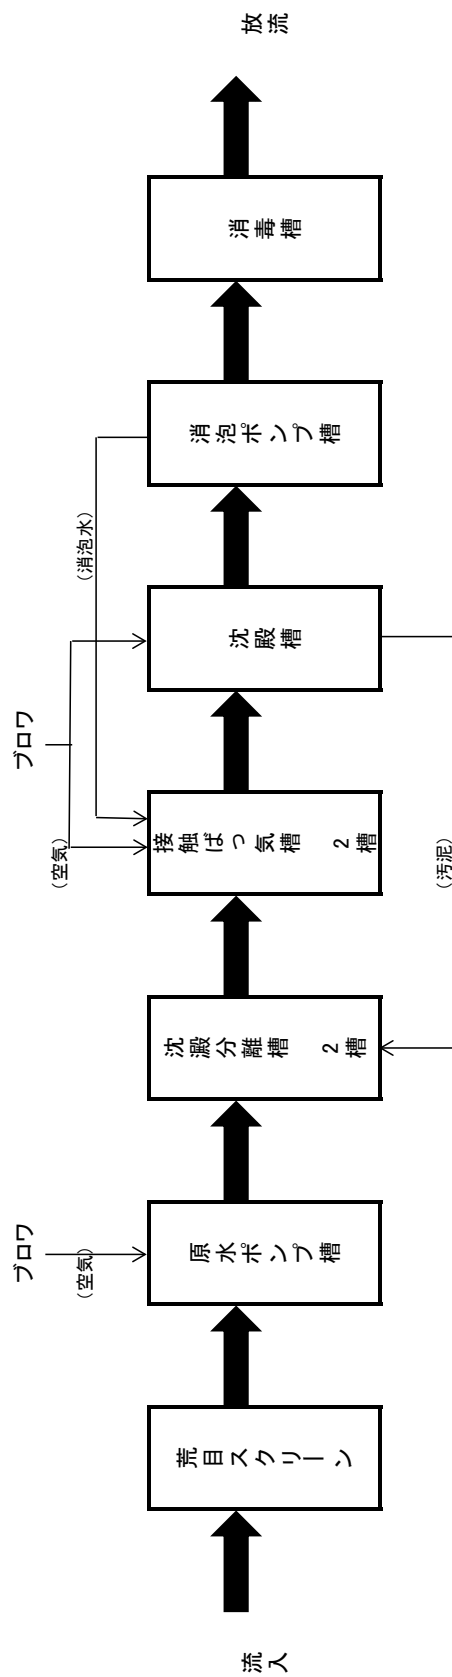 流入
荒目スクリーン
原水ポンプ槽
ブロワ
（空気）
沈澱分離槽　2槽
接触ばっ気槽　2槽
ブロワ
（空気）
（消泡水）
沈殿槽
（汚泥）
消泡ポンプ槽
消毒槽
放流